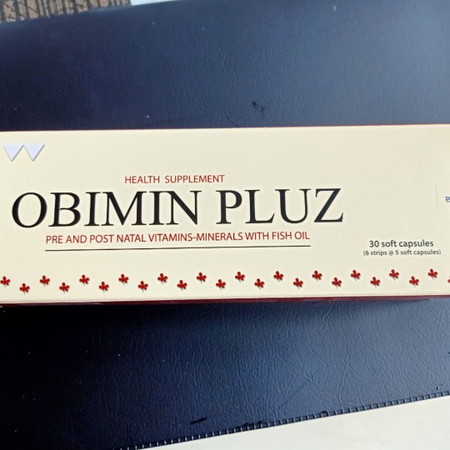 HEALTH SUPPLEMENT
OBIMIN PLUZ
PRE AND POST NATAL VITAMINS-MINERALS WITH FISH OIL
30 soft capsules
(6 strips @ 5 soft capsules)